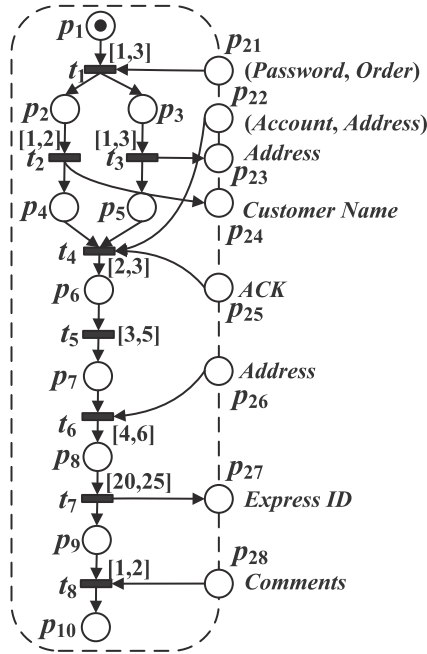 p1
[1,3]
p21
t1
(Password, Order)
p22
p2
p3
(Account, Address)
[1,2]
[1,3]
t2
t3
Address
p23
p4
p5
Customer Name
p24
t4
[2,3]
p6
ACK
p25
t5
[3,5]
p7
Address
p26
t6
[4,6]
p8
p27
[20,25]
t7
Express ID
p9
p28
[1,2]
t8
Comments
p10